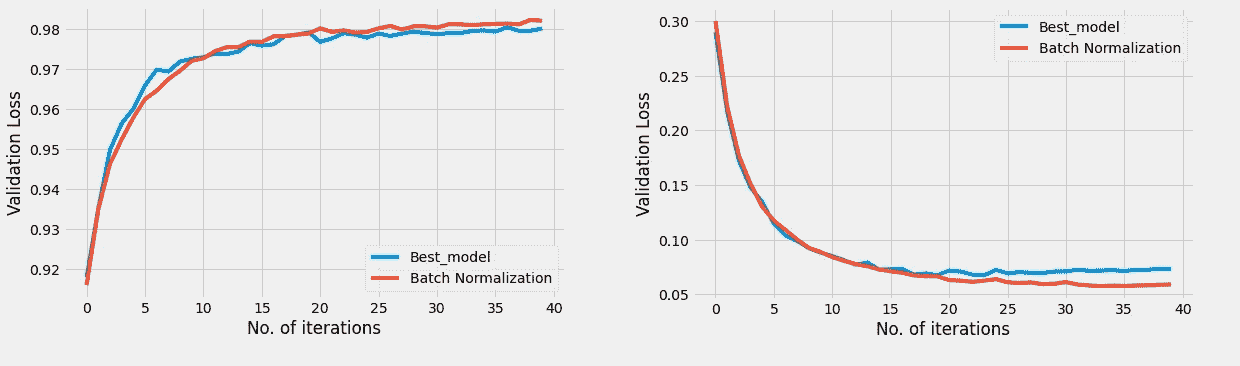 Validation Loss
0.98
0.97
0.96
0.95
0.94
0.93
0.92
0 5 10 15 20 25 30 35 40
No. of iterations
Best_model
Batch Normalization
Validation Loss
0.30
0.25
0.20
0.15
0.10
0.05
0 5 10 15 20 25 30 35 40
No. of iterations
Best_model
Batch Normalization